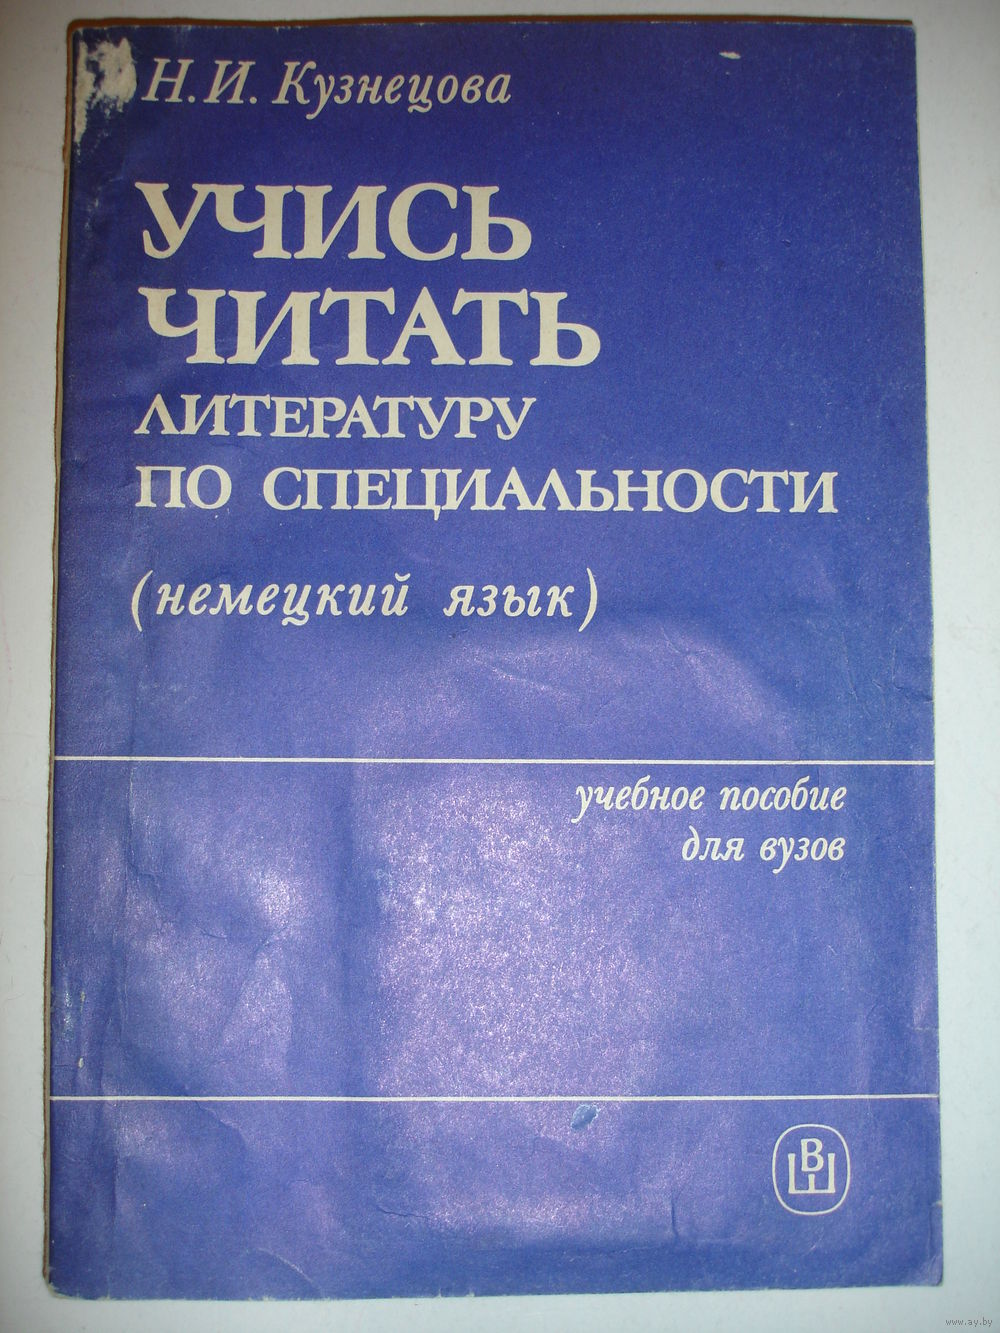 Н.И. Кузнецова
УЧИСЬ
ЧИТАТЬ
ЛИТЕРАТУРУ
ПО СПЕЦИАЛЬНОСТИ
(немецкий язык)
учебное пособие
для вузов
ВШ
www.ay.by